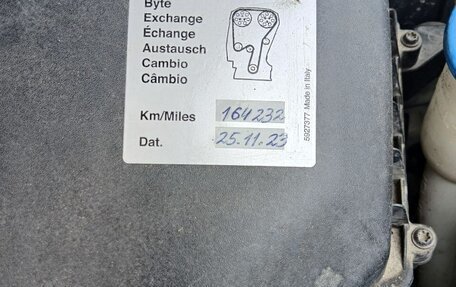 Byte
Exchange
Échange
Austausch
Cambio
Câmbio
Km/Miles 164232
Dat. 25.11.23
5927377 Made in Italy